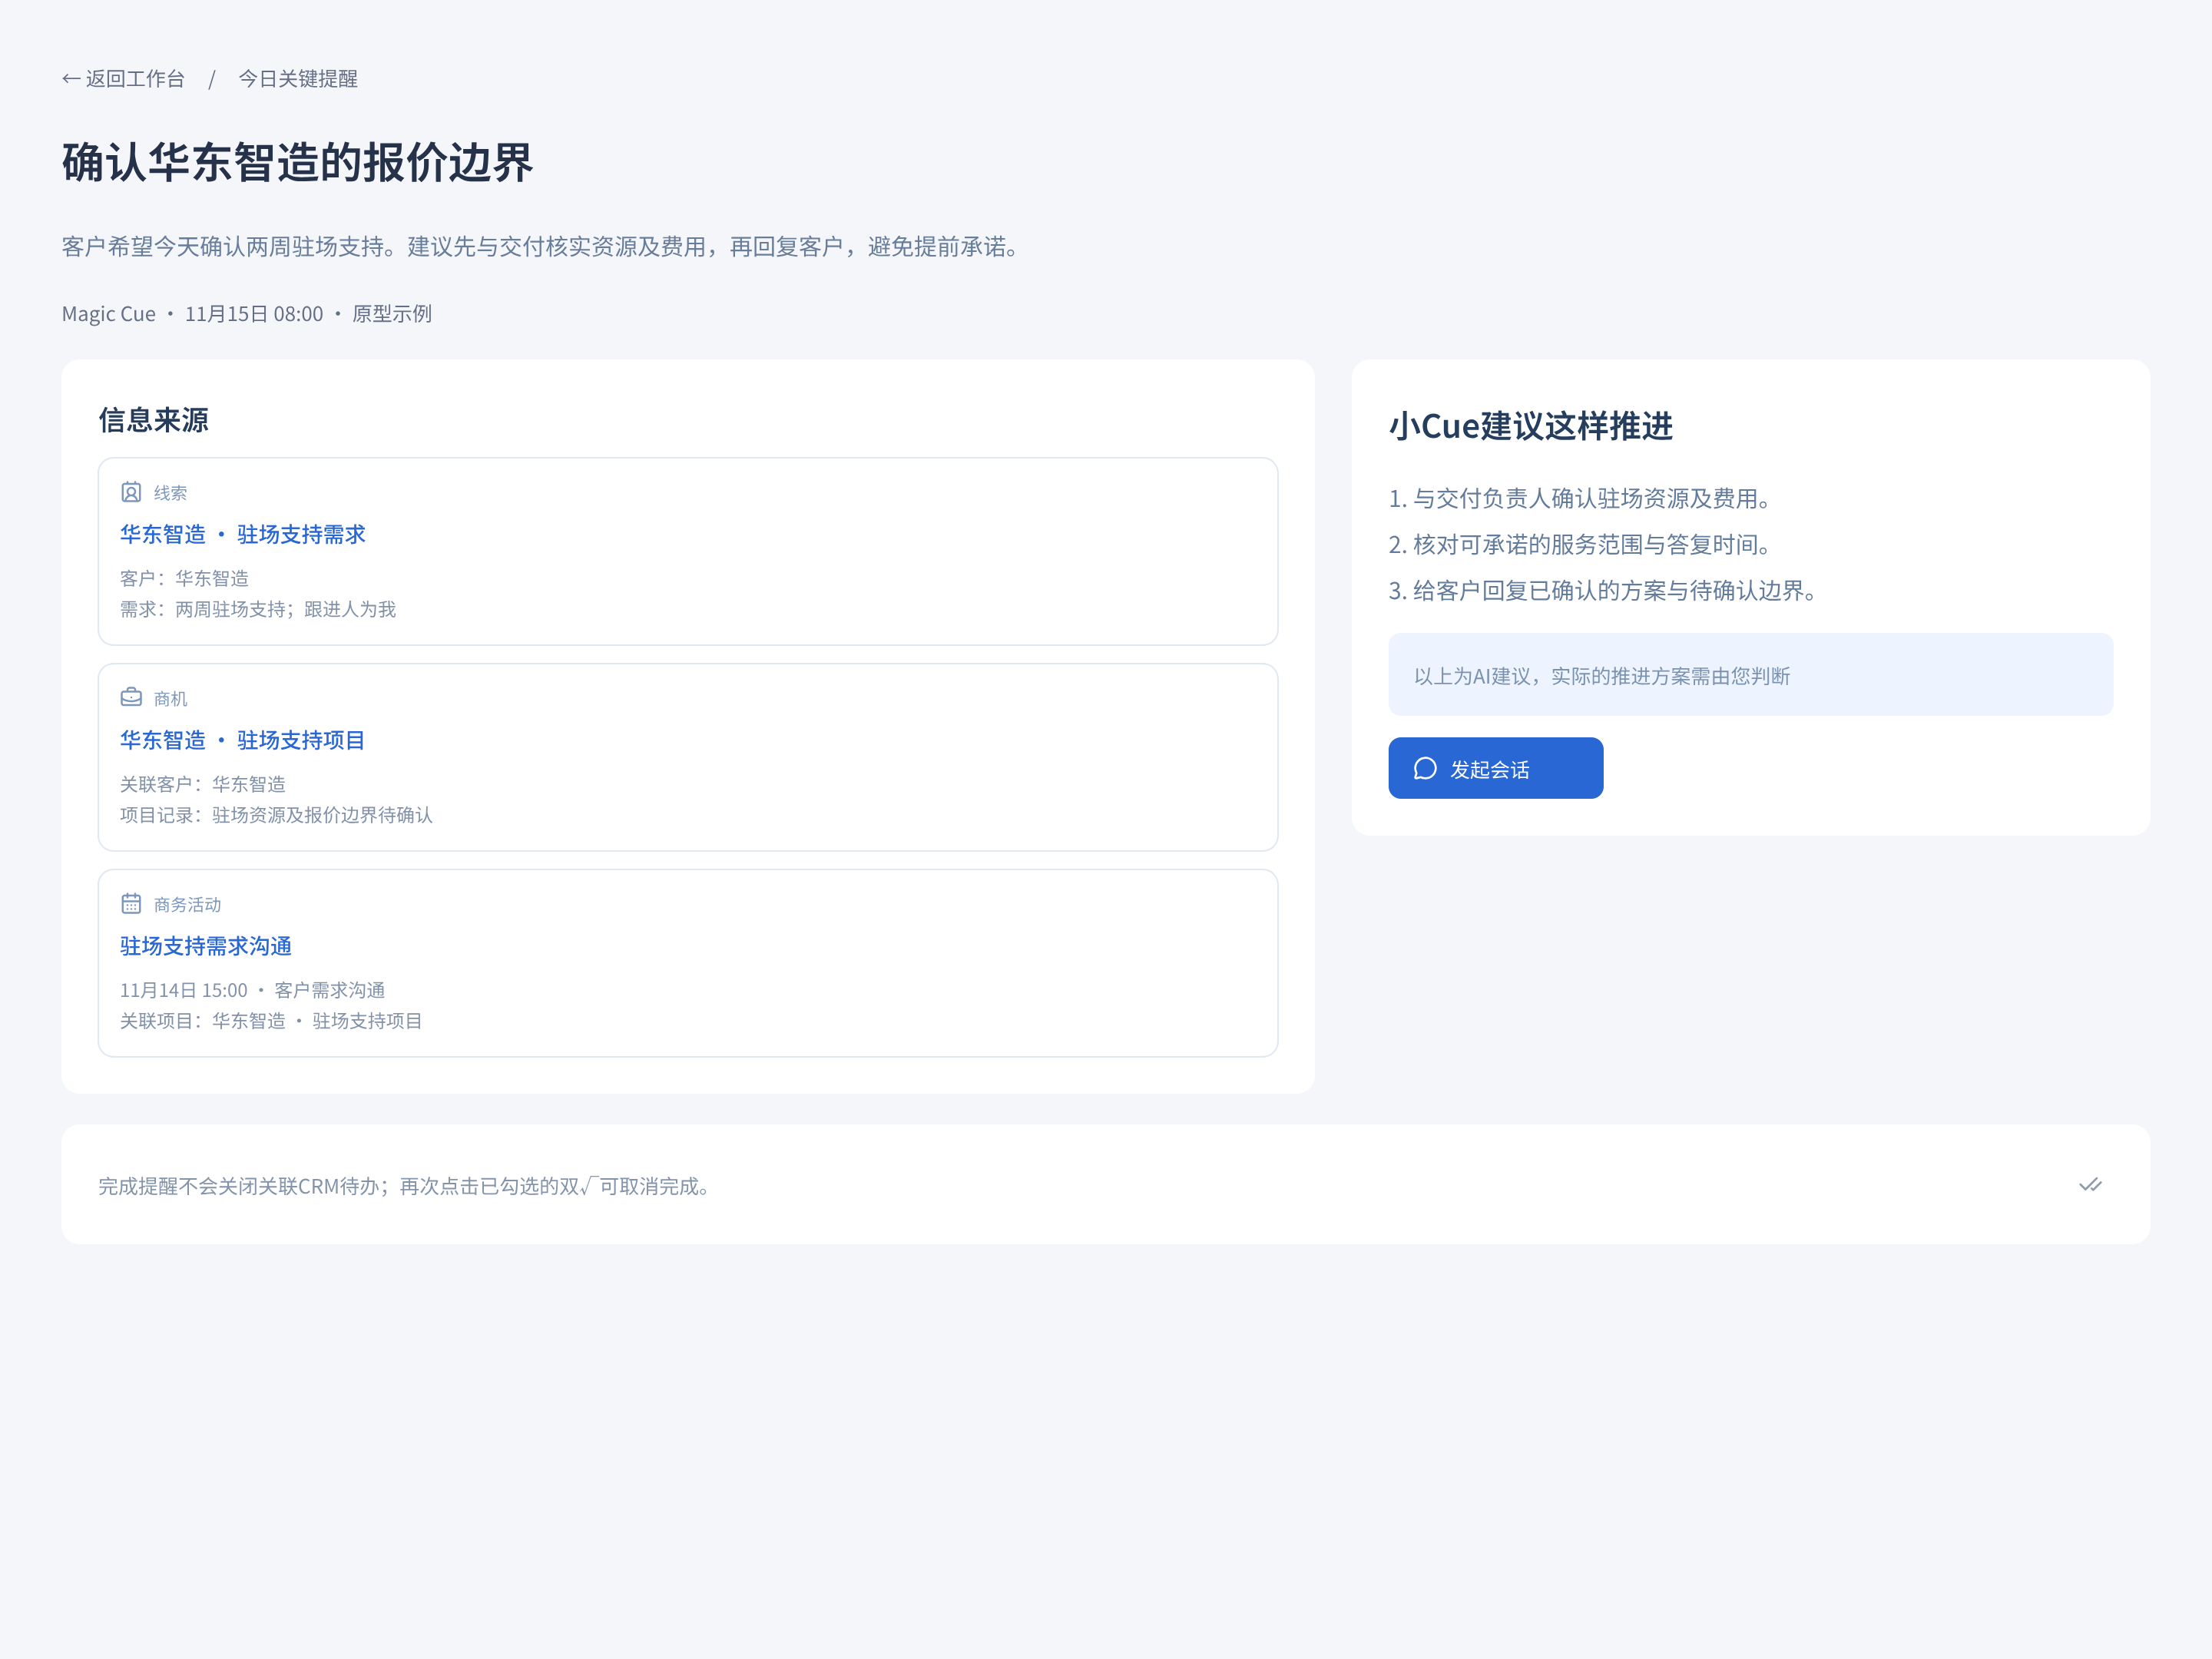 ← 返回工作台 / 今日关键提醒
确认华东智造的报价边界
客户希望今天确认两周驻场支持。建议先与交付核实资源及费用，再回复客户，避免提前承诺。
Magic Cue · 11月15日 08:00 · 原型示例
信息来源
线索
华东智造 · 驻场支持需求
客户：华东智造
需求：两周驻场支持；跟进人为我
商机
华东智造 · 驻场支持项目
关联客户：华东智造
项目记录：驻场资源及报价边界待确认
商务活动
驻场支持需求沟通
11月14日 15:00 · 客户需求沟通
关联项目：华东智造 · 驻场支持项目
小Cue建议这样推进
1. 与交付负责人确认驻场资源及费用。
2. 核对可承诺的服务范围与答复时间。
3. 给客户回复已确认的方案与待确认边界。
以上为AI建议，实际的推进方案需由您判断
发起会话
完成提醒不会关闭关联CRM待办；再次点击已勾选的双√可取消完成。